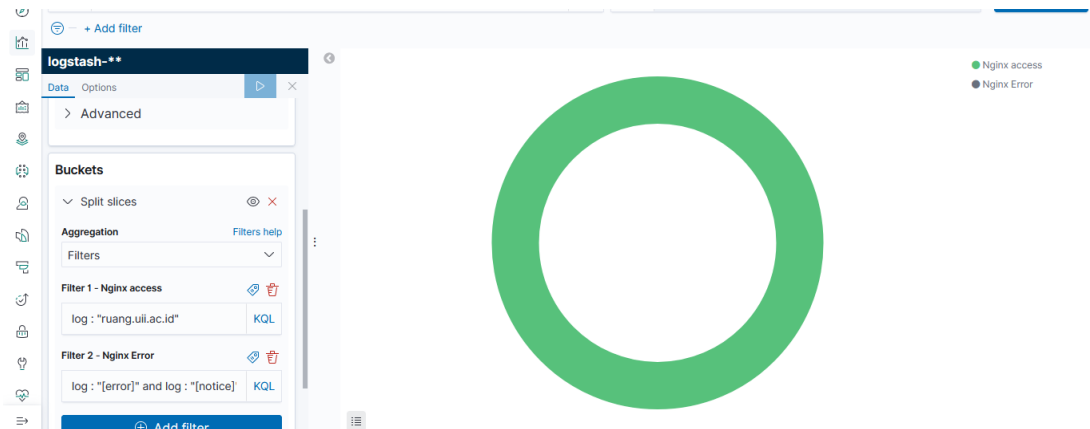 + Add filter
logstash-**
Data Options
Advanced
Buckets
Split slices
Aggregation Filters help
Filters
Filter 1 - Nginx access
log : "ruang.uii.ac.id" KQL
Filter 2 - Nginx Error
log : "[error]" and log : "[notice]' KQL
Add filter
Nginx access
Nginx Error